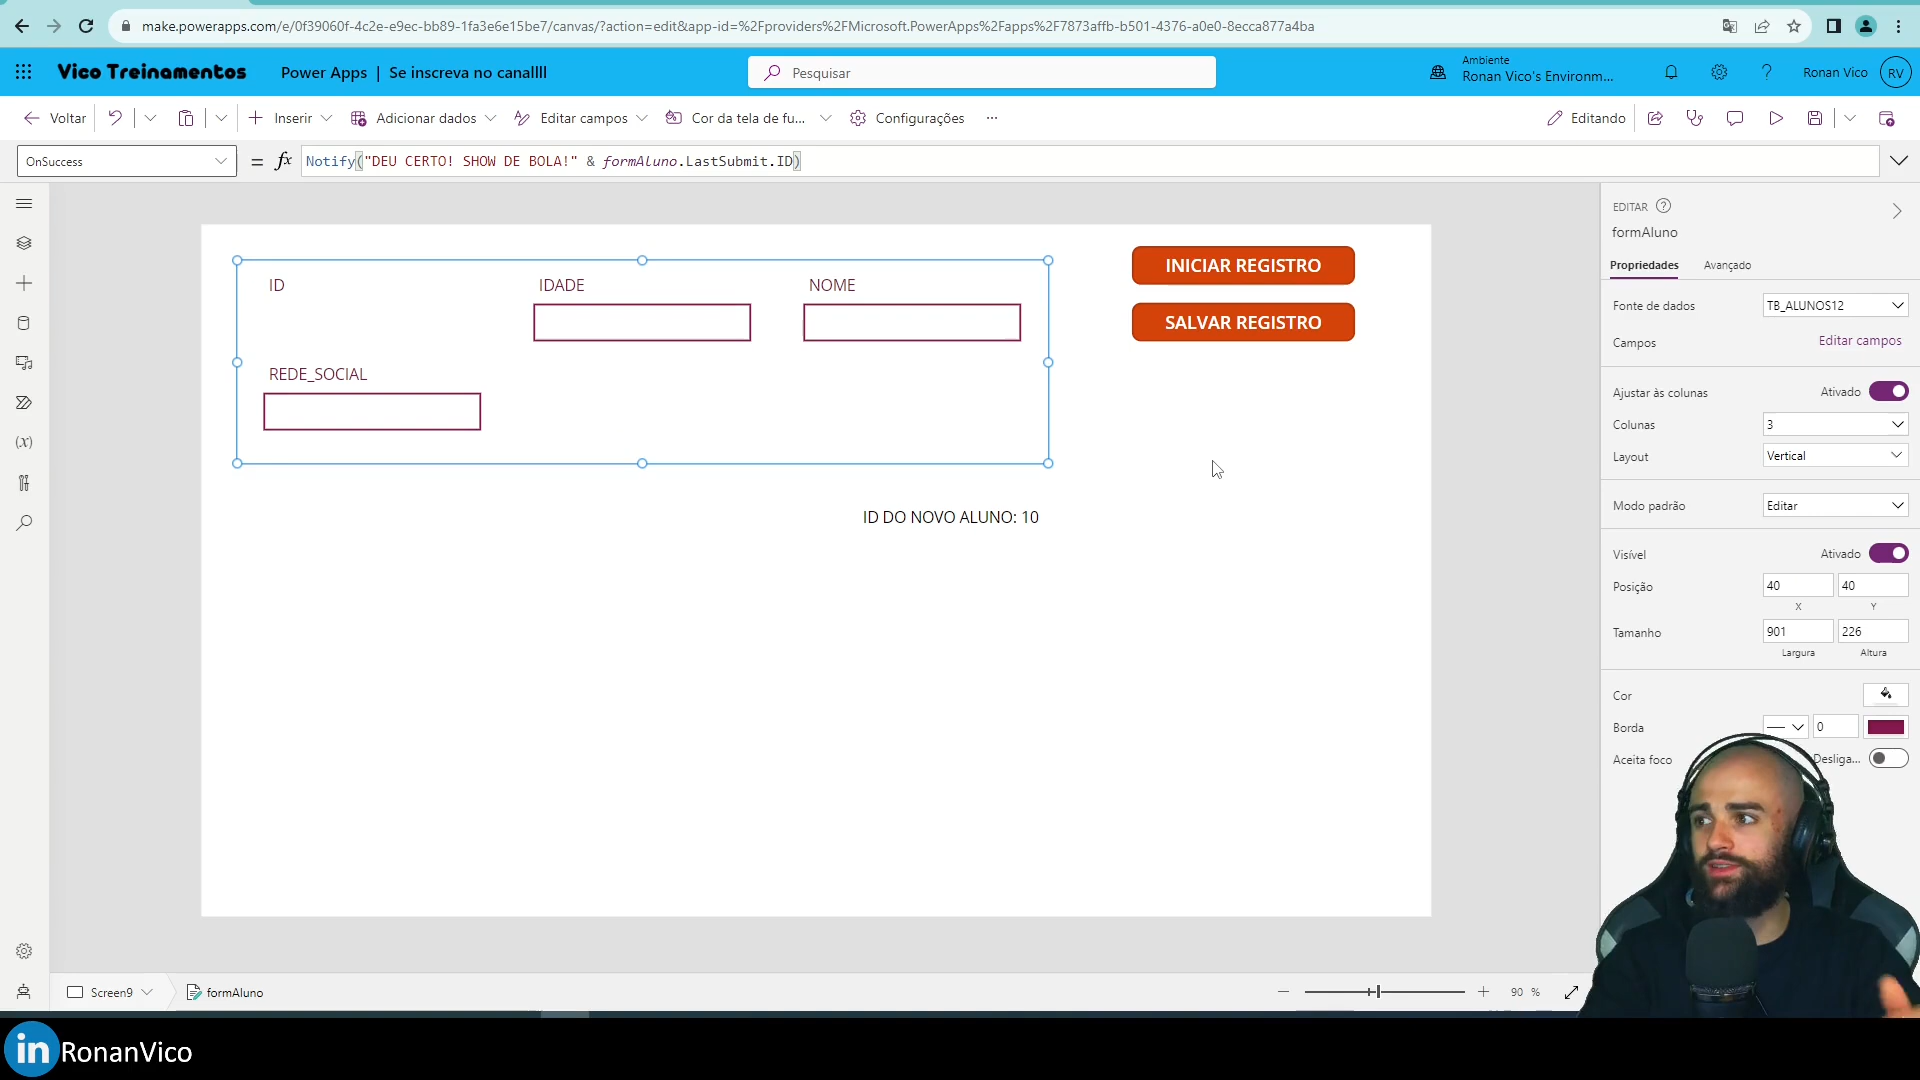 make.powerapps.com/e/0f39060f-4c2e-e9ec-bb89-1fa3e6e15be7/canvas/?action=edit&app-id=%2Fproviders%2FMicrosoft.PowerApps%2Fapps%2F7873affb-b501-4376-a0e0-8ecca877a4ba
Vico Treinamentos
Power Apps | Se inscreva no canallll
Pesquisar
Ambiente
Ronan Vico's Environm...
Ronan Vico
RV
Voltar
Inserir
Adicionar dados
Editar campos
Cor da tela de fu...
Configurações
...
Editando
OnSuccess
= fx
Notify("DEU CERTO! SHOW DE BOLA!" & formAluno.LastSubmit.ID)
(x)
ID
IDADE
NOME
REDE_SOCIAL
INICIAR REGISTRO
SALVAR REGISTRO
ID DO NOVO ALUNO: 10
EDITAR
formAluno
Propriedades
Avançado
Fonte de dados
TB_ALUNOS12
Campos
Editar campos
Ajustar às colunas
Ativado
Colunas
3
Layout
Vertical
Modo padrão
Editar
Visível
Ativado
Posição
40
40
X
Y
Tamanho
901
226
Largura
Altura
Cor
Borda
0
Aceita foco
Desliga...
Screen9
formAluno
90 %
in
RonanVico